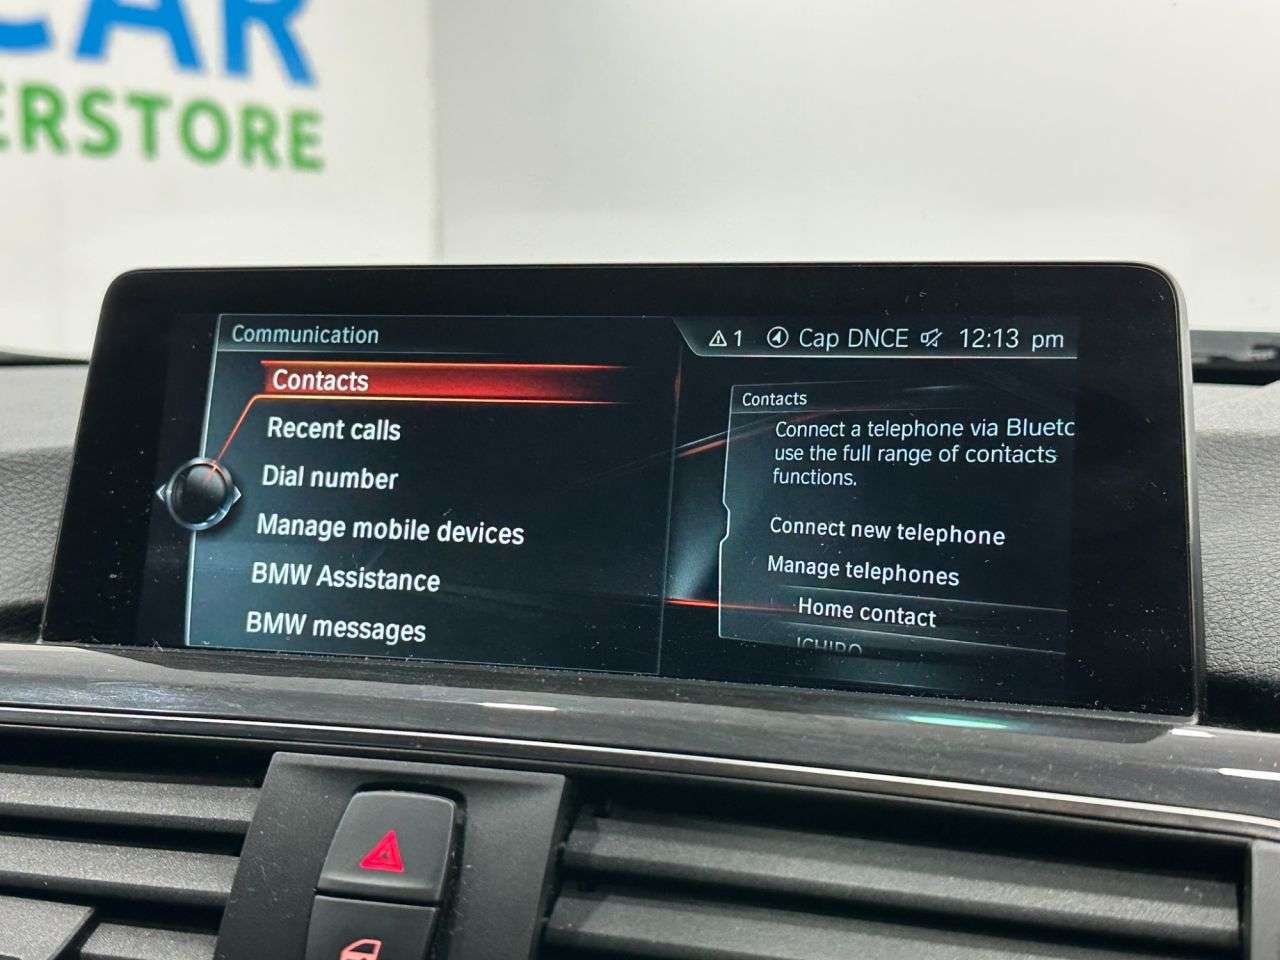 CAR
ERSTORE
Communication
1 Cap DNCE 12:13 pm
Contacts
Recent calls
Dial number
Manage mobile devices
BMW Assistance
BMW messages
Contacts
Connect a telephone via Bluetc
use the full range of contacts
functions.
Connect new telephone
Manage telephones
Home contact
ICHIRO